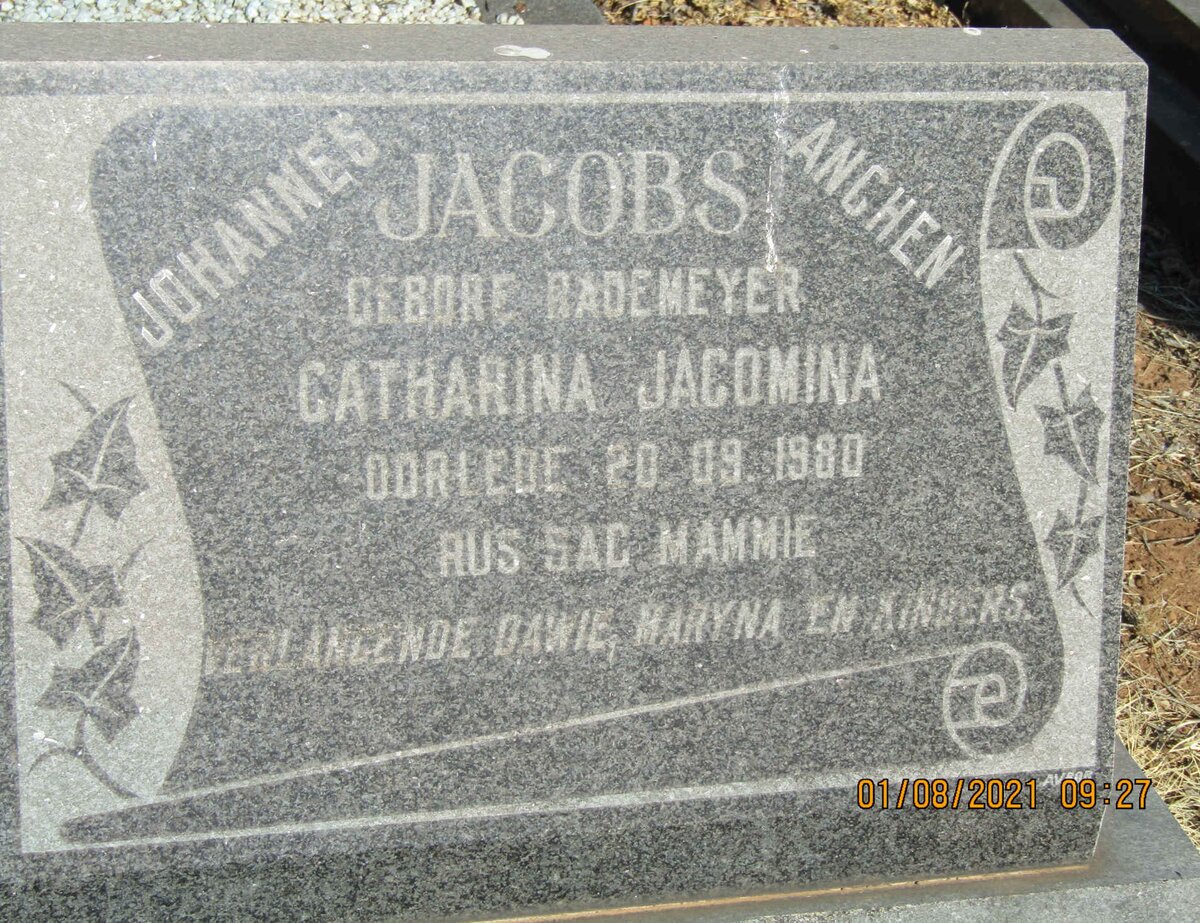 JOHANNES
JACOBS
ANCHEN
GEBORE RADEMEYER
CATHARINA JACOMINA
OORLEDE 20. 09. 1980
RUS SAG MAMMIE
VERLANGENDE DAWIE, MARYNA EN KINDERS.
01/08/2021 09:27